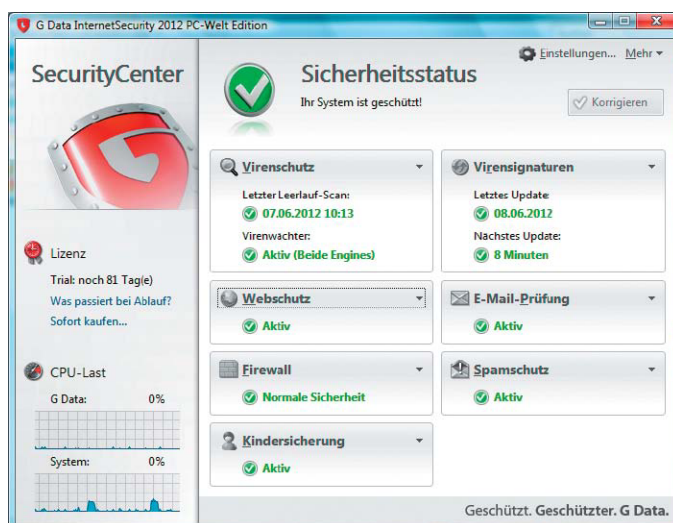 G Data InternetSecurity 2012 PC-Welt Edition
SecurityCenter
Lizenz
Trial: noch 81 Tag(e)
Was passiert bei Ablauf?
Sofort kaufen...
CPU-Last
G Data: 0%
System: 0%
Einstellungen... Mehr
Sicherheitsstatus
Ihr System ist geschützt!
Korrigieren
Virenschutz
Letzter Leerlauf-Scan:
07.06.2012 10:13
Virenwächter:
Aktiv (Beide Engines)
Virensignaturen
Letztes Update:
08.06.2012
Nächstes Update:
8 Minuten
Webschutz
Aktiv
E-Mail-Prüfung
Aktiv
Firewall
Normale Sicherheit
Spamschutz
Aktiv
Kindersicherung
Aktiv
Geschützt. Geschützter. G Data.